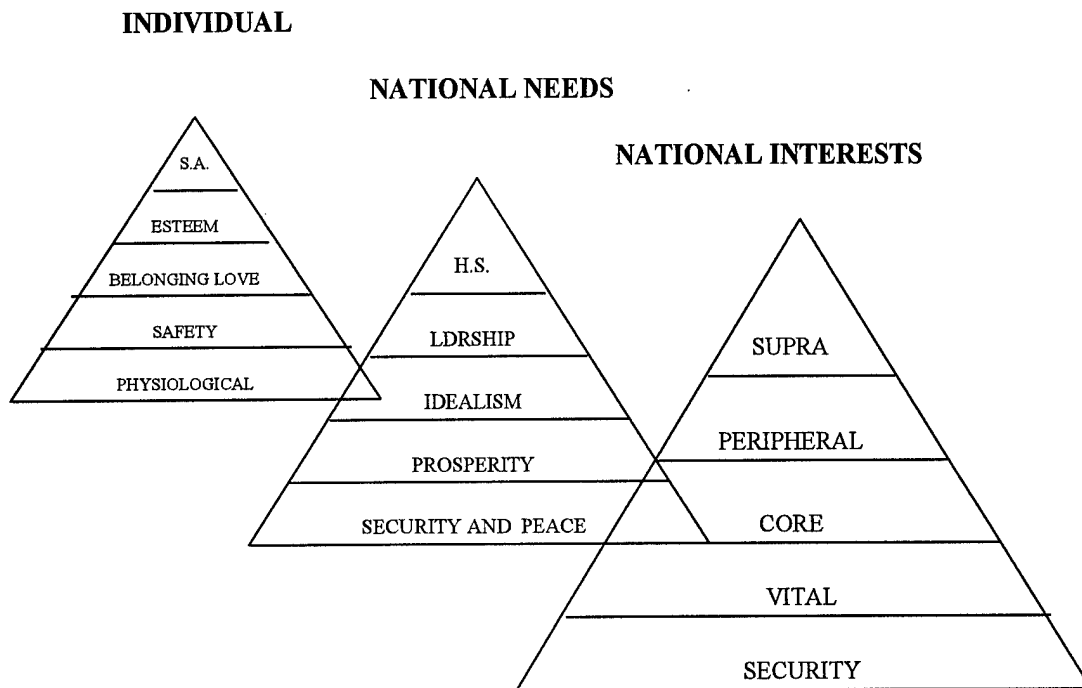 INDIVIDUAL
NATIONAL NEEDS
NATIONAL INTERESTS
S.A.
ESTEEM
BELONGING LOVE
SAFETY
PHYSIOLOGICAL
H.S.
LDRSHIP
IDEALISM
PROSPERITY
SECURITY AND PEACE
SUPRA
PERIPHERAL
CORE
VITAL
SECURITY